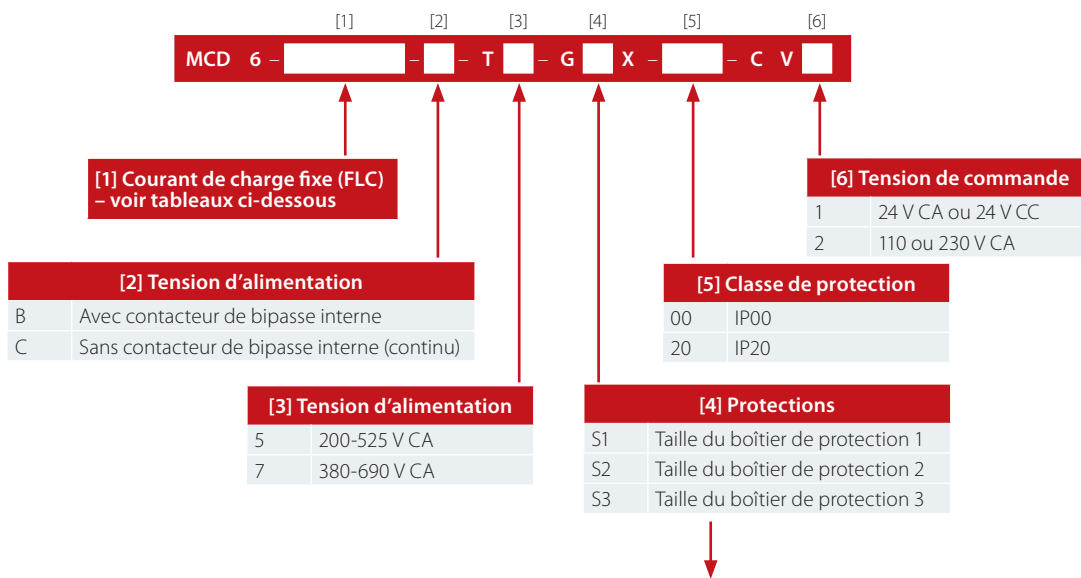 [1] [2] [3] [4] [5] [6]
MCD 6 – – – T – G X – – C V
[1] Courant de charge fixe (FLC)
– voir tableaux ci-dessous
[6] Tension de commande
1 24 V CA ou 24 V CC
2 110 ou 230 V CA
[2] Tension d’alimentation
B Avec contacteur de bipasse interne
C Sans contacteur de bipasse interne (continu)
[5] Classe de protection
00 IP00
20 IP20
[3] Tension d’alimentation
5 200-525 V CA
7 380-690 V CA
[4] Protections
S1 Taille du boîtier de protection 1
S2 Taille du boîtier de protection 2
S3 Taille du boîtier de protection 3